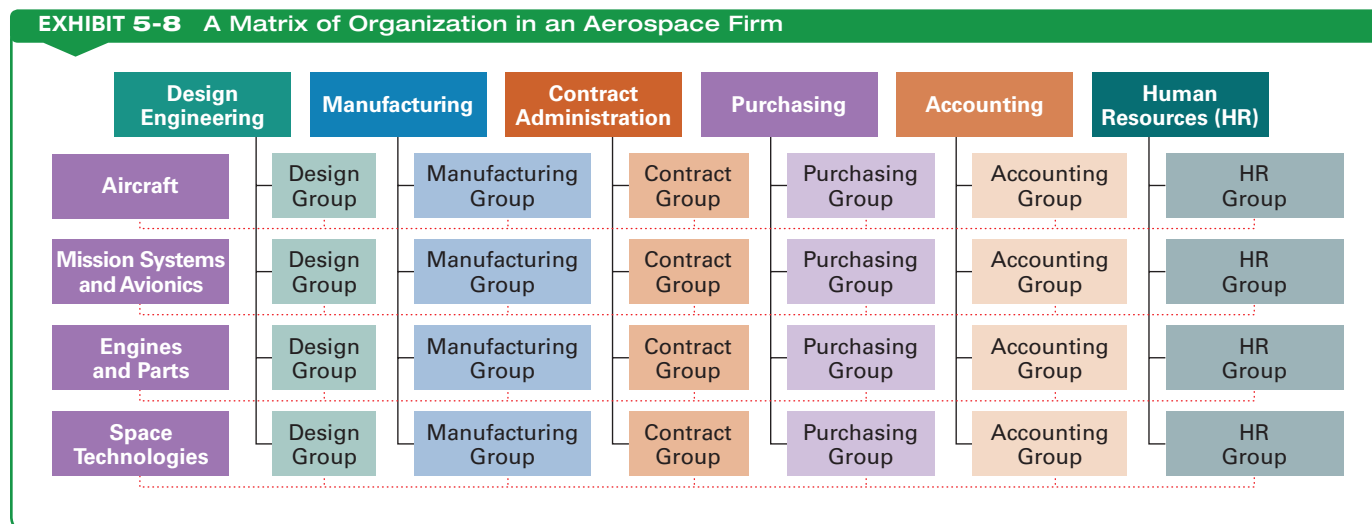 EXHIBIT 5-8 A Matrix of Organization in an Aerospace Firm
Design
Engineering
Manufacturing
Contract
Administration
Purchasing
Accounting
Human
Resources (HR)
Aircraft
Design
Group
Manufacturing
Group
Contract
Group
Purchasing
Group
Accounting
Group
HR
Group
Mission Systems
and Avionics
Design
Group
Manufacturing
Group
Contract
Group
Purchasing
Group
Accounting
Group
HR
Group
Engines
and Parts
Design
Group
Manufacturing
Group
Contract
Group
Purchasing
Group
Accounting
Group
HR
Group
Space
Technologies
Design
Group
Manufacturing
Group
Contract
Group
Purchasing
Group
Accounting
Group
HR
Group